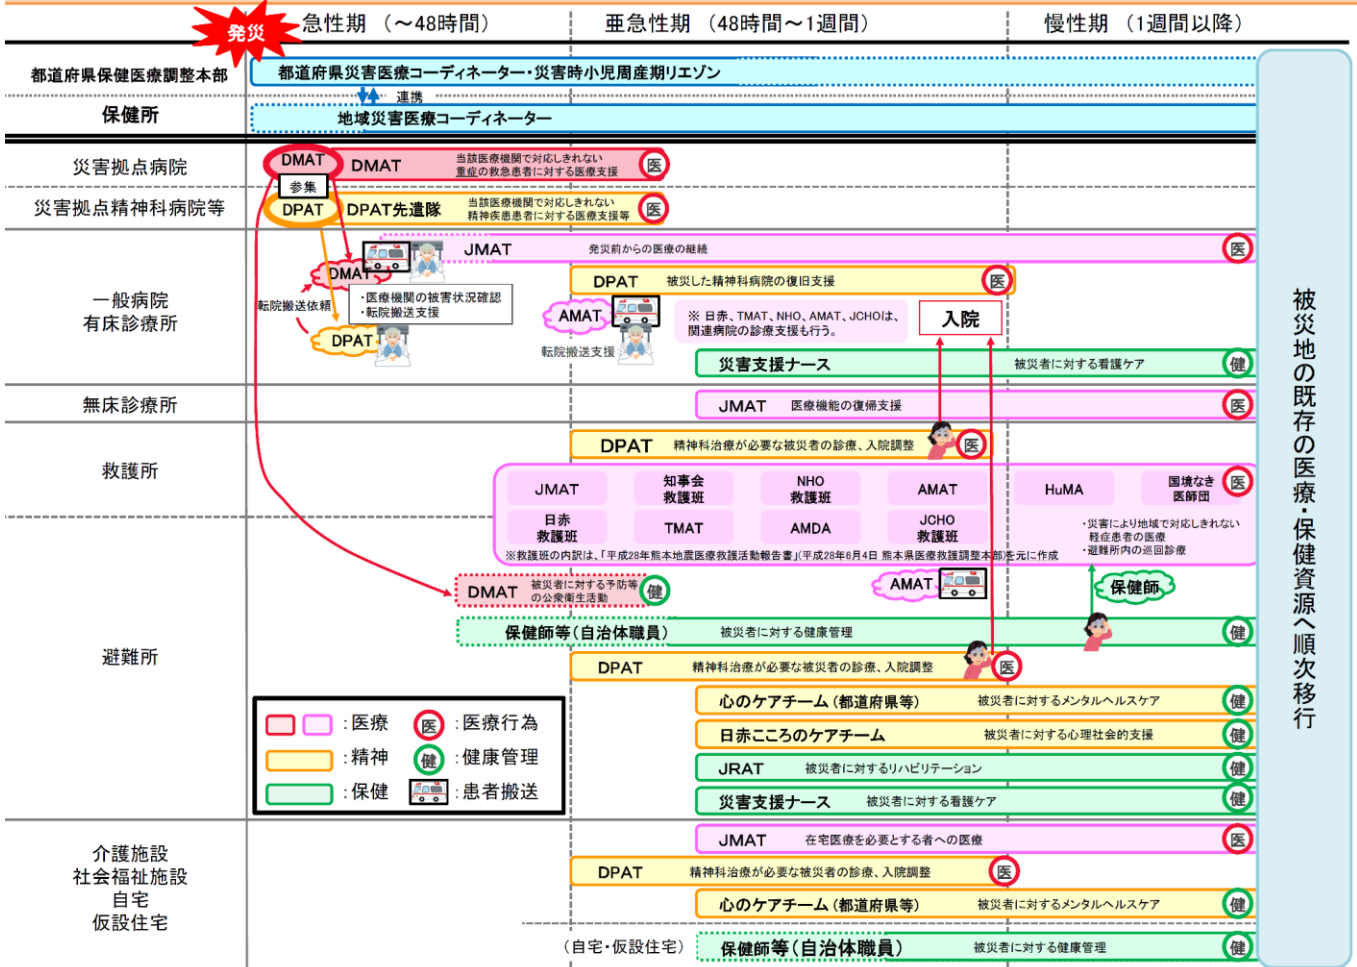 発災
急性期（～48時間）
亜急性期（48時間～1週間）
慢性期（1週間以降）
都道府県保健医療調整本部
都道府県災害医療コーディネーター・災害時小児周産期リエゾン
連携
保健所
地域災害医療コーディネーター
災害拠点病院
DMAT
DMAT
当該医療機関で対応しきれない
重症の救急患者に対する医療支援
医
参集
災害拠点精神科病院等
DPAT
DPAT先遣隊
当該医療機関で対応しきれない
精神疾患患者に対する医療支援等
医
一般病院
有床診療所
JMAT
発災前からの医療の継続
医
DMAT
転院搬送依頼
・医療機関の被害状況確認
・転院搬送支援
DPAT
DPAT
被災した精神科病院の復旧支援
医
AMAT
転院搬送支援
※ 日赤、TMAT、NHO、AMAT、JCHOは、
関連病院の診療支援も行う。
入院
災害支援ナース
被災者に対する看護ケア
健
無床診療所
JMAT
医療機能の復帰支援
医
救護所
DPAT
精神科治療が必要な被災者の診療、入院調整
医
JMAT
知事会
救護班
NHO
救護班
AMAT
HuMA
国境なき
医師団
医
日赤
救護班
TMAT
AMDA
JCHO
救護班
・災害により地域で対応しきれない
軽症患者の医療
・避難所内の巡回診療
※救護班の内訳は、「平成28年熊本地震医療救護活動報告書」(平成28年6月4日 熊本県医療救護調整本部)を元に作成
避難所
DMAT
被災者に対する予防等
の公衆衛生活動
健
AMAT
保健師
保健師等（自治体職員）
被災者に対する健康管理
健
DPAT
精神科治療が必要な被災者の診療、入院調整
医
心のケアチーム（都道府県等）
被災者に対するメンタルヘルスケア
健
日赤こころのケアチーム
被災者に対する心理社会的支援
健
JRAT
被災者に対するリハビリテーション
健
災害支援ナース
被災者に対する看護ケア
健
：医療
医
：医療行為
：精神
健
：健康管理
：保健
：患者搬送
介護施設
社会福祉施設
自宅
仮設住宅
JMAT
在宅医療を必要とする者への医療
医
DPAT
精神科治療が必要な被災者の診療、入院調整
医
心のケアチーム（都道府県等）
被災者に対するメンタルヘルスケア
健
（自宅・仮設住宅）
保健師等（自治体職員）
被災者に対する健康管理
健
被災地の既存の医療・保健資源へ順次移行